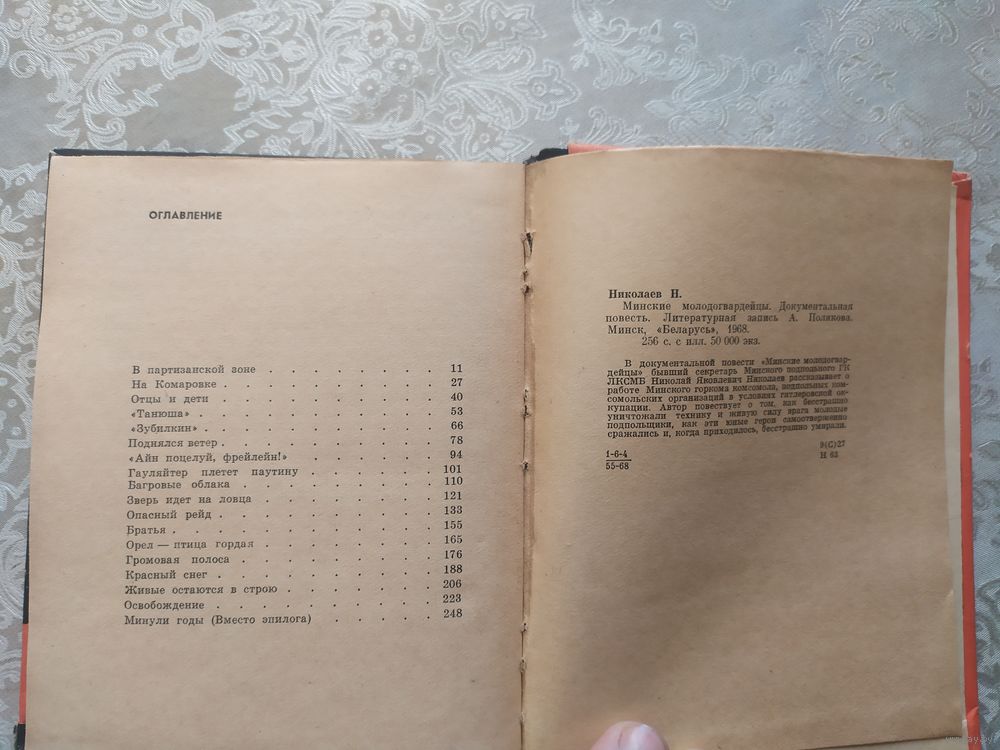 ОГЛАВЛЕНИЕ
В партизанской зоне . . . . . . . . . 11
На Комаровке . . . . . . . . . . . 27
Отцы и дети . . . . . . . . . . . 40
«Танюша» . . . . . . . . . . . . 53
«Зубилкин» . . . . . . . . . . . . 66
Поднялся ветер . . . . . . . . . . . 78
«Айн поцелуй, фрейлейн!» . . . . . . . 94
Гауляйтер плетет паутину . . . . . . . 101
Багровые облака . . . . . . . . . . 110
Зверь идет на ловца . . . . . . . . . 121
Опасный рейд . . . . . . . . . . . 133
Братья . . . . . . . . . . . . . 155
Орел — птица гордая . . . . . . . . . 165
Громовая полоса . . . . . . . . . . 176
Красный снег . . . . . . . . . . . 188
Живые остаются в строю . . . . . . . . 206
Освобождение . . . . . . . . . . . 223
Минули годы (Вместо эпилога) . . . . . 248
Николаев Н.
Минские молодогвардейцы. Документальная
повесть. Литературная запись А. Полякова.
Минск, «Беларусь», 1968.
256 с. с илл. 50 000 экз.
В документальной повести «Минские молодогвар-
дейцы» бывший секретарь Минского подпольного ГК
ЛКСМБ Николай Яковлевич Николаев рассказывает о
работе Минского горкома комсомола, подпольных ком-
сомольских организаций в условиях гитлеровской ок-
купации. Автор повествует о том, как бесстрашно
уничтожали технику и живую силу врага молодые
подпольщики, как эти юные герои самоотверженно
сражались и, когда приходилось, бесстрашно умирали.
1-6-4
55-68
9(С)27
Н 63